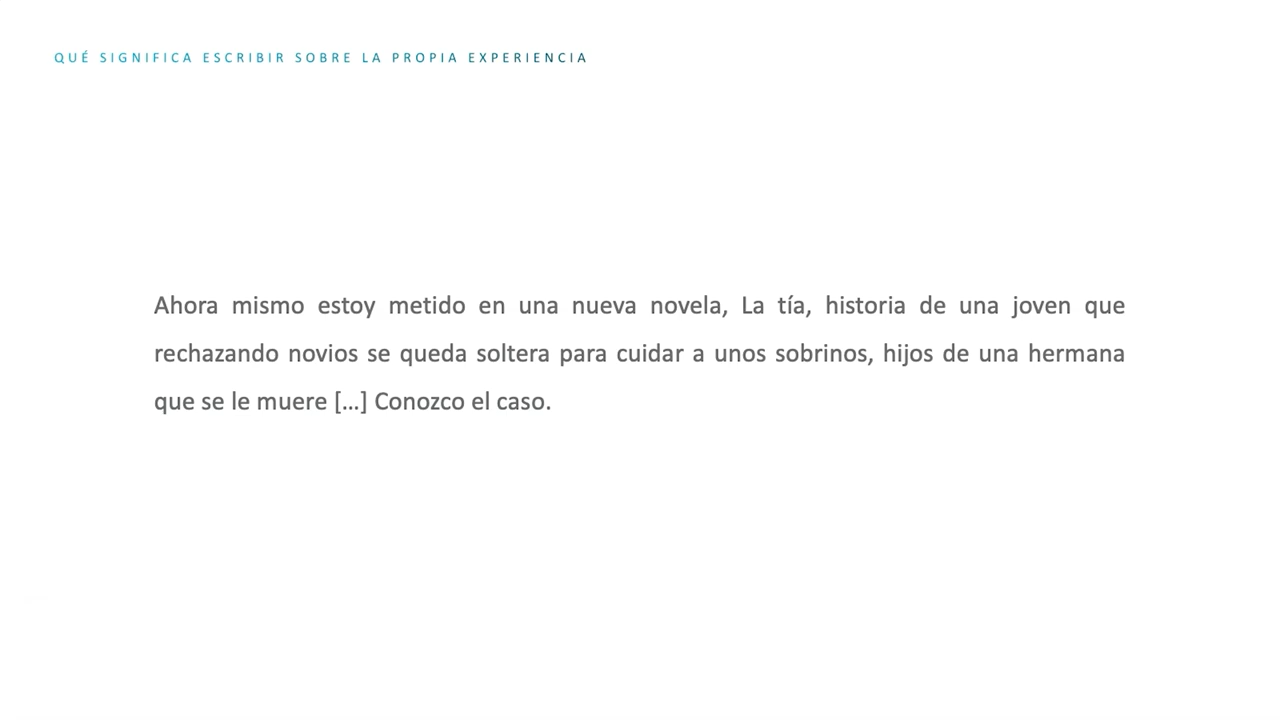 QUÉ SIGNIFICA ESCRIBIR SOBRE LA PROPIA EXPERIENCIA
Ahora mismo estoy metido en una nueva novela, La tía, historia de una joven que
rechazando novios se queda soltera para cuidar a unos sobrinos, hijos de una hermana
que se le muere […] Conozco el caso.